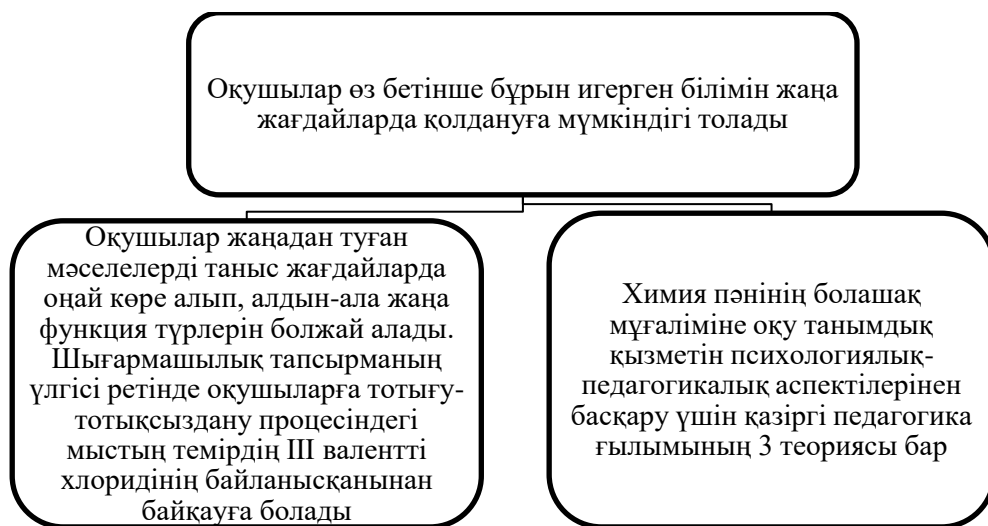 Оқушылар өз бетінше бұрын игерген білімін жаңа
жағдайларда қолдануға мүмкіндігі толады
Оқушылар жаңадан туған
мәселелерді таныс жағдайларда
оңай көре алып, алдын-ала жаңа
функция түрлерін болжай алады.
Шығармашылық тапсырманың
үлгісі ретінде оқушыларға тотығу-
тотықсыздану процесіндегі
мыстың темірдің III валентті
хлоридінің байланысқанынан
байқауға болады
Химия пәнінің болашақ
мұғаліміне оқу танымдық
қызметін психологиялық-
педагогикалық аспектілерінен
басқару үшін қазіргі педагогика
ғылымының 3 теориясы бар